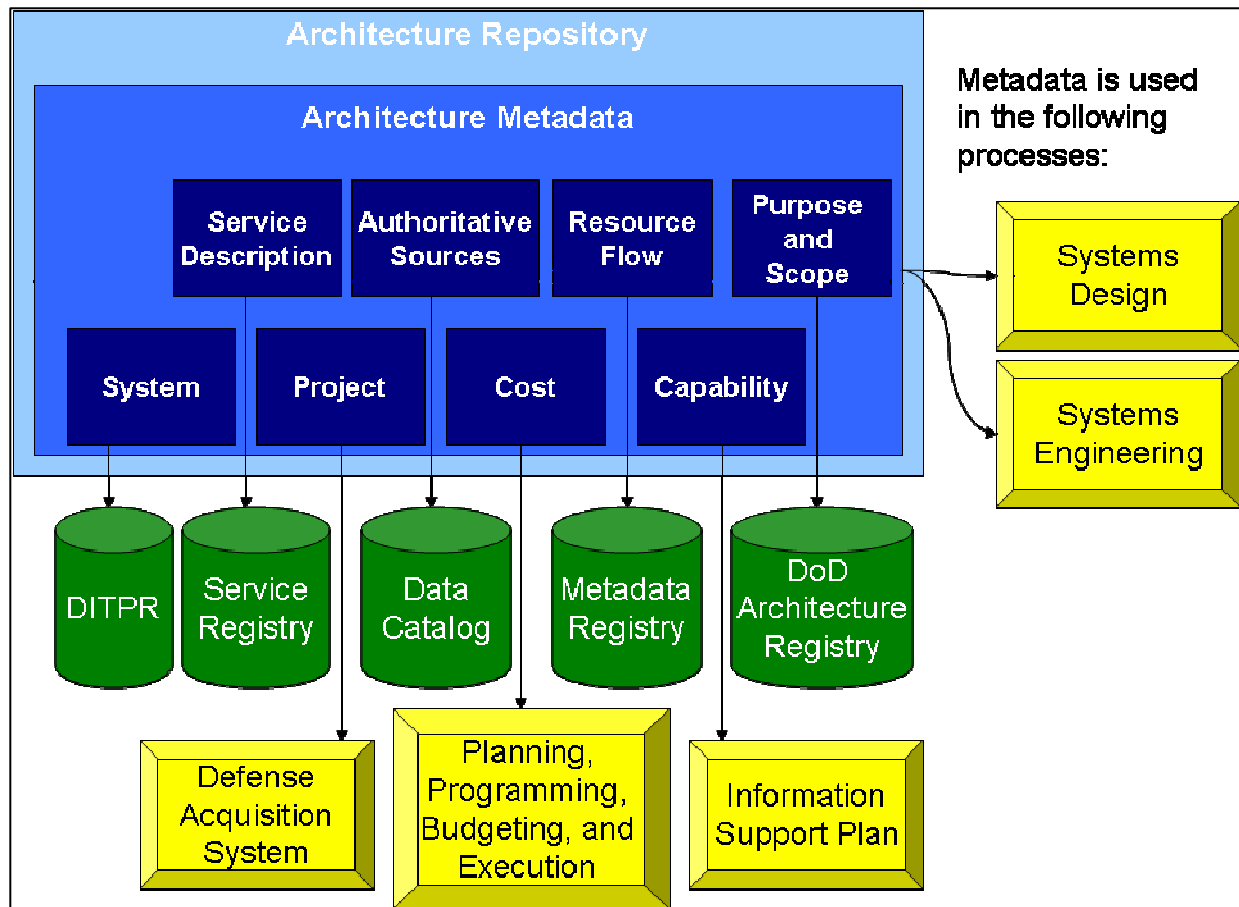 Architecture Repository
Architecture Metadata
Metadata is used
in the following
processes:
Service
Description
Authoritative
Sources
Resource
Flow
Purpose
and
Scope
Systems
Design
System
Project
Cost
Capability
Systems
Engineering
DITPR
Service
Registry
Data
Catalog
Metadata
Registry
DoD
Architecture
Registry
Defense
Acquisition
System
Planning,
Programming,
Budgeting, and
Execution
Information
Support Plan